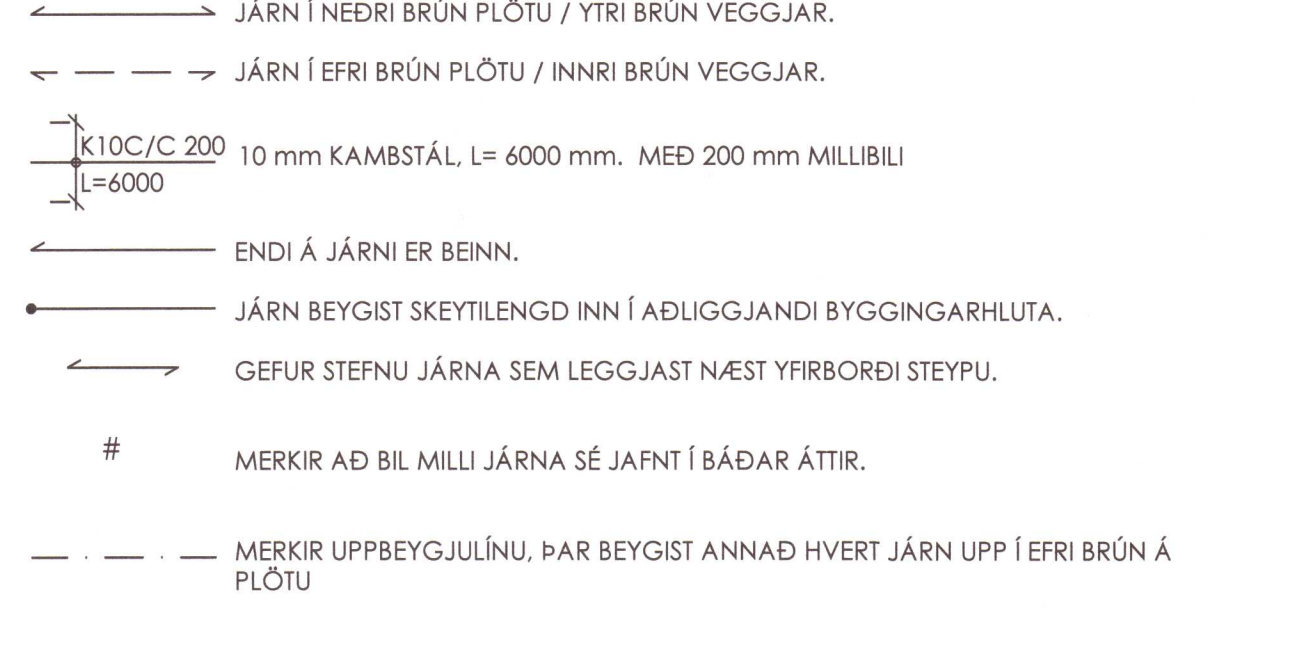 JÁRN Í NEÐRI BRÚN PLÖTU / YTRI BRÚN VEGGJAR.
JÁRN Í EFRI BRÚN PLÖTU / INNRI BRÚN VEGGJAR.
K10C/C 200
L=6000
10 mm KAMBSTÁL, L= 6000 mm. MEÐ 200 mm MILLIBILI
ENDI Á JÁRNI ER BEINN.
JÁRN BEYGIST SKEYTILENGD INN Í AÐLIGGJANDI BYGGINGARHLUTA.
GEFUR STEFNU JÁRNA SEM LEGGJAST NÆST YFIRBORÐI STEYPU.
# MERKIR AÐ BIL MILLI JÁRNA SÉ JAFNT Í BÁÐAR ÁTTIR.
MERKIR UPPBEYGJULÍNU, ÞAR BEYGIST ANNAÐ HVERT JÁRN UPP Í EFRI BRÚN Á
PLÖTU